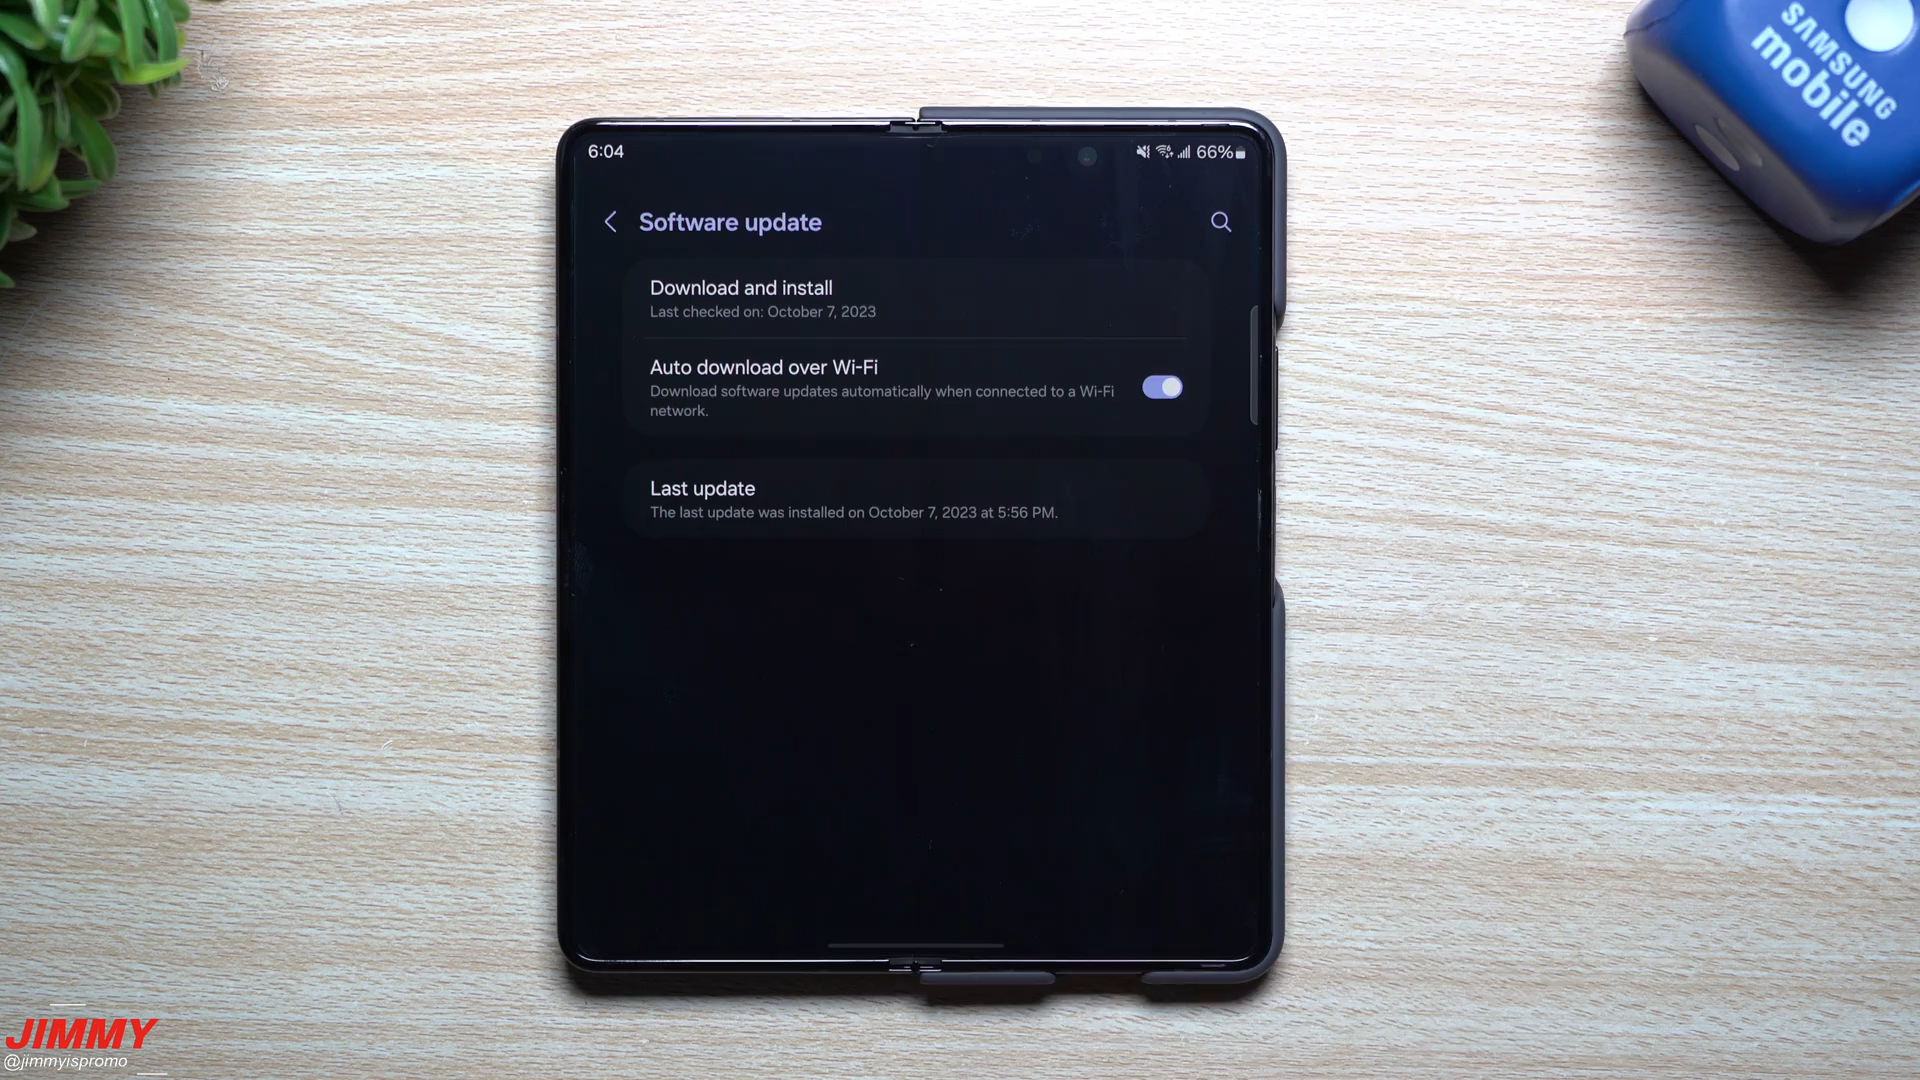 SAMSUNG
mobile
6:04
66%
Software update
Download and install
Last checked on: October 7, 2023
Auto download over Wi-Fi
Download software updates automatically when connected to a Wi-Fi
network.
Last update
The last update was installed on October 7, 2023 at 5:56 PM.
JIMMY
@jimmyispromo